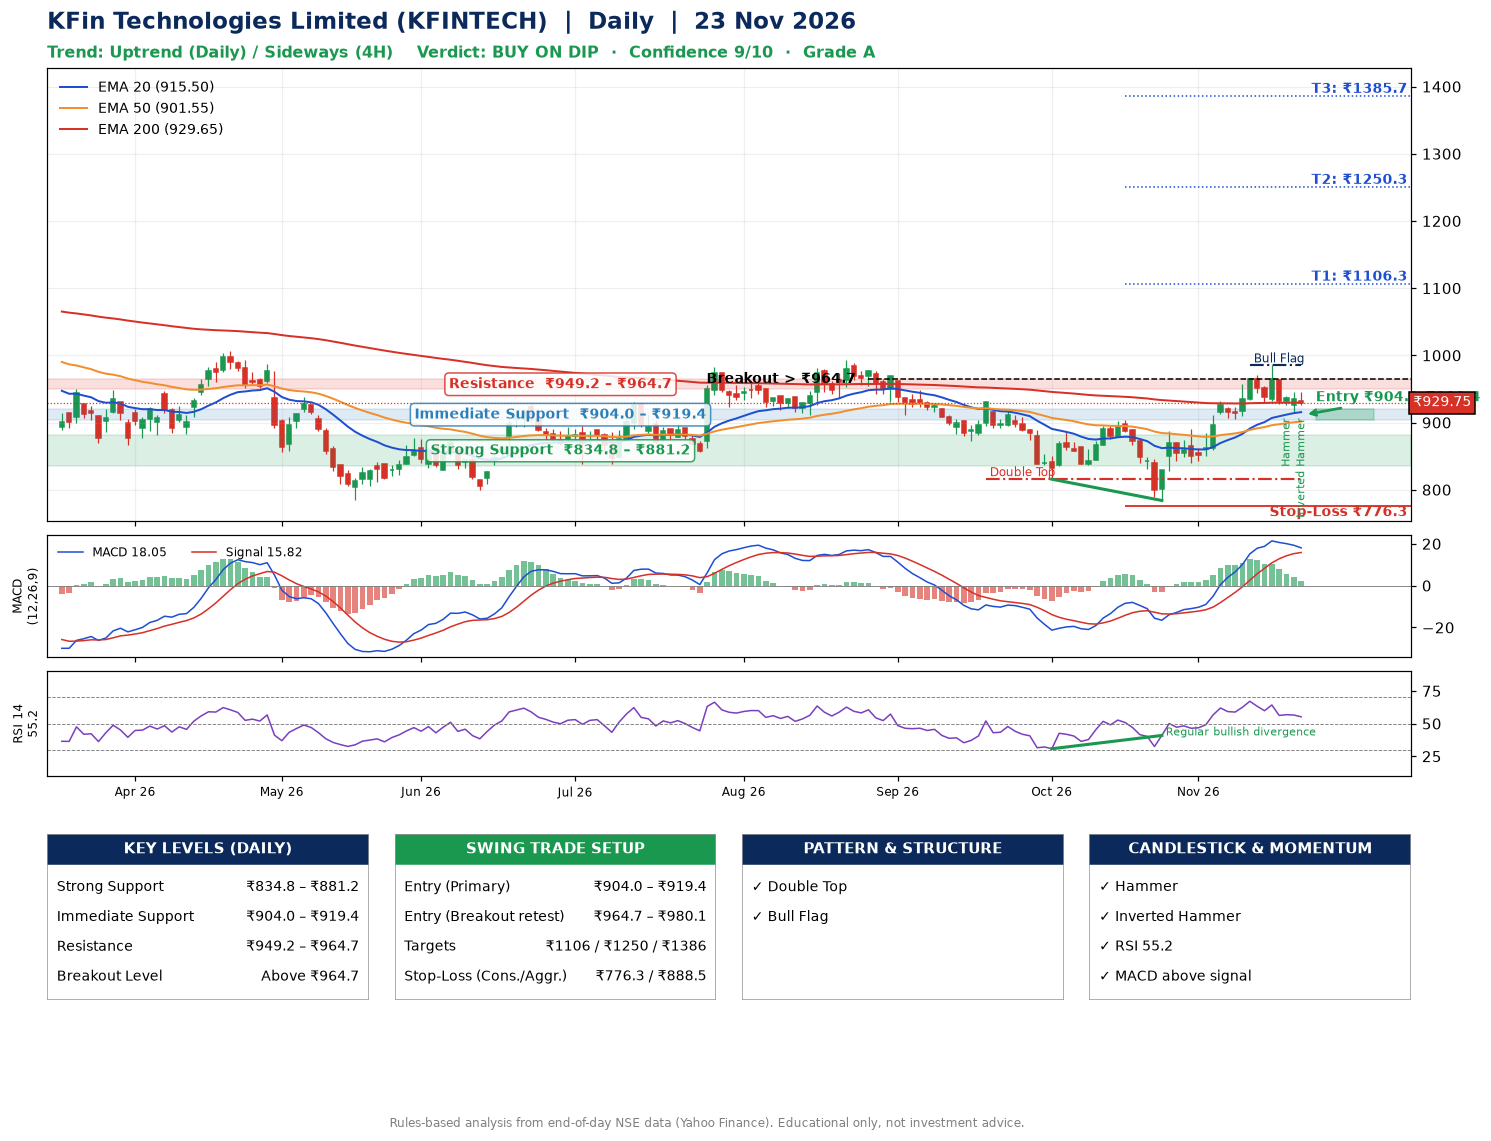 KFin Technologies Limited (KFINTECH)  |  Daily  |  23 Nov 2026
Trend: Uptrend (Daily) / Sideways (4H)    Verdict: BUY ON DIP  ·  Confidence 9/10  ·  Grade A
EMA 20 (915.50)
EMA 50 (901.55)
EMA 200 (929.65)
T3: ₹1385.7
T2: ₹1250.3
T1: ₹1106.3
1400
1300
1200
1100
1000
900
800
Bull Flag
Breakout > ₹964.7
Resistance  ₹949.2 – ₹964.7
Entry ₹904.
₹929.75
Immediate Support  ₹904.0 – ₹919.4
Strong Support  ₹834.8 – ₹881.2
Hammer
Inverted Hammer
Double Top
Stop-Loss ₹776.3
MACD 18.05
Signal 15.82
MACD
(12,26,9)
20
0
−20
RSI 14
55.2
75
50
25
Regular bullish divergence
Apr 26
May 26
Jun 26
Jul 26
Aug 26
Sep 26
Oct 26
Nov 26
KEY LEVELS (DAILY)
Strong Support ₹834.8 – ₹881.2
Immediate Support ₹904.0 – ₹919.4
Resistance ₹949.2 – ₹964.7
Breakout Level Above ₹964.7
SWING TRADE SETUP
Entry (Primary) ₹904.0 – ₹919.4
Entry (Breakout retest) ₹964.7 – ₹980.1
Targets ₹1106 / ₹1250 / ₹1386
Stop-Loss (Cons./Aggr.) ₹776.3 / ₹888.5
PATTERN & STRUCTURE
✓ Double Top
✓ Bull Flag
CANDLESTICK & MOMENTUM
✓ Hammer
✓ Inverted Hammer
✓ RSI 55.2
✓ MACD above signal
Rules-based analysis from end-of-day NSE data (Yahoo Finance). Educational only, not investment advice.